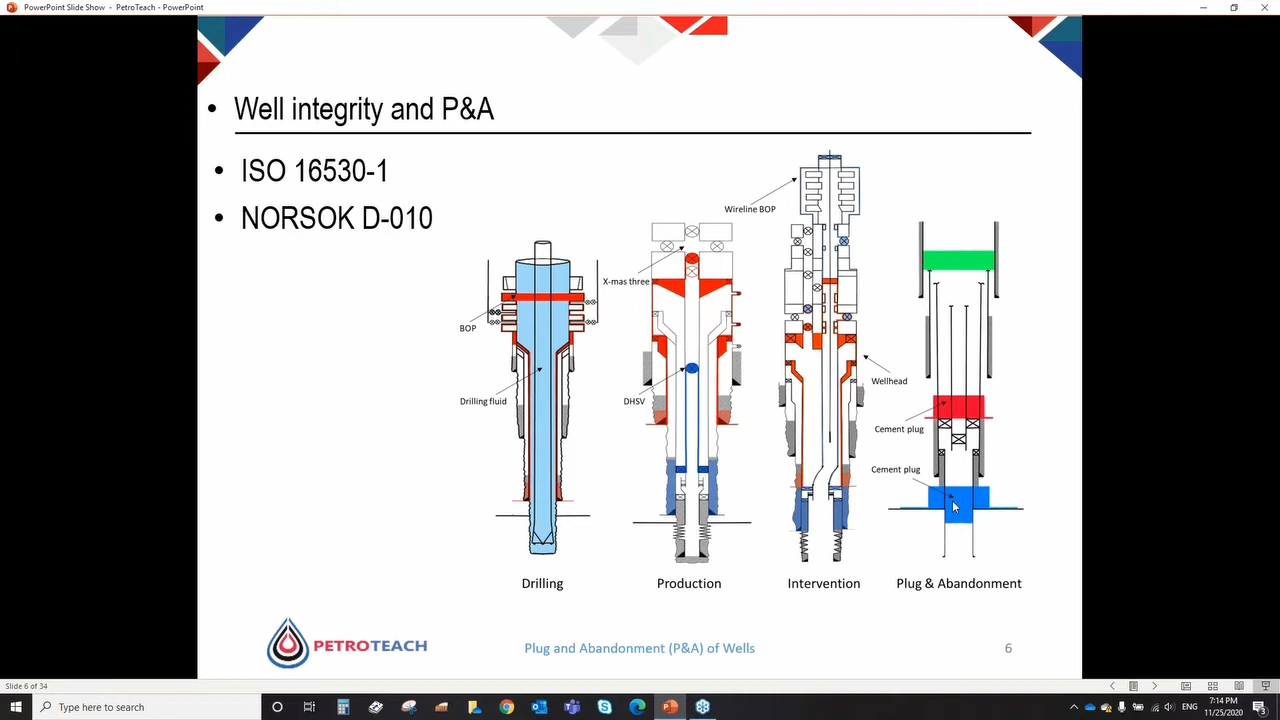 PowerPoint Slide Show - PetroTeach - PowerPoint
• Well integrity and P&A
• ISO 16530-1
• NORSOK D-010
Wireline BOP
X-mas three
BOP
Wellhead
Drilling fluid
DHSV
Cement plug
Cement plug
Drilling
Production
Intervention
Plug & Abandonment
PETROTEACH
Plug and Abandonment (P&A) of Wells
6
Slide 6 of 34
Type here to search
7:14 PM
11/25/2020